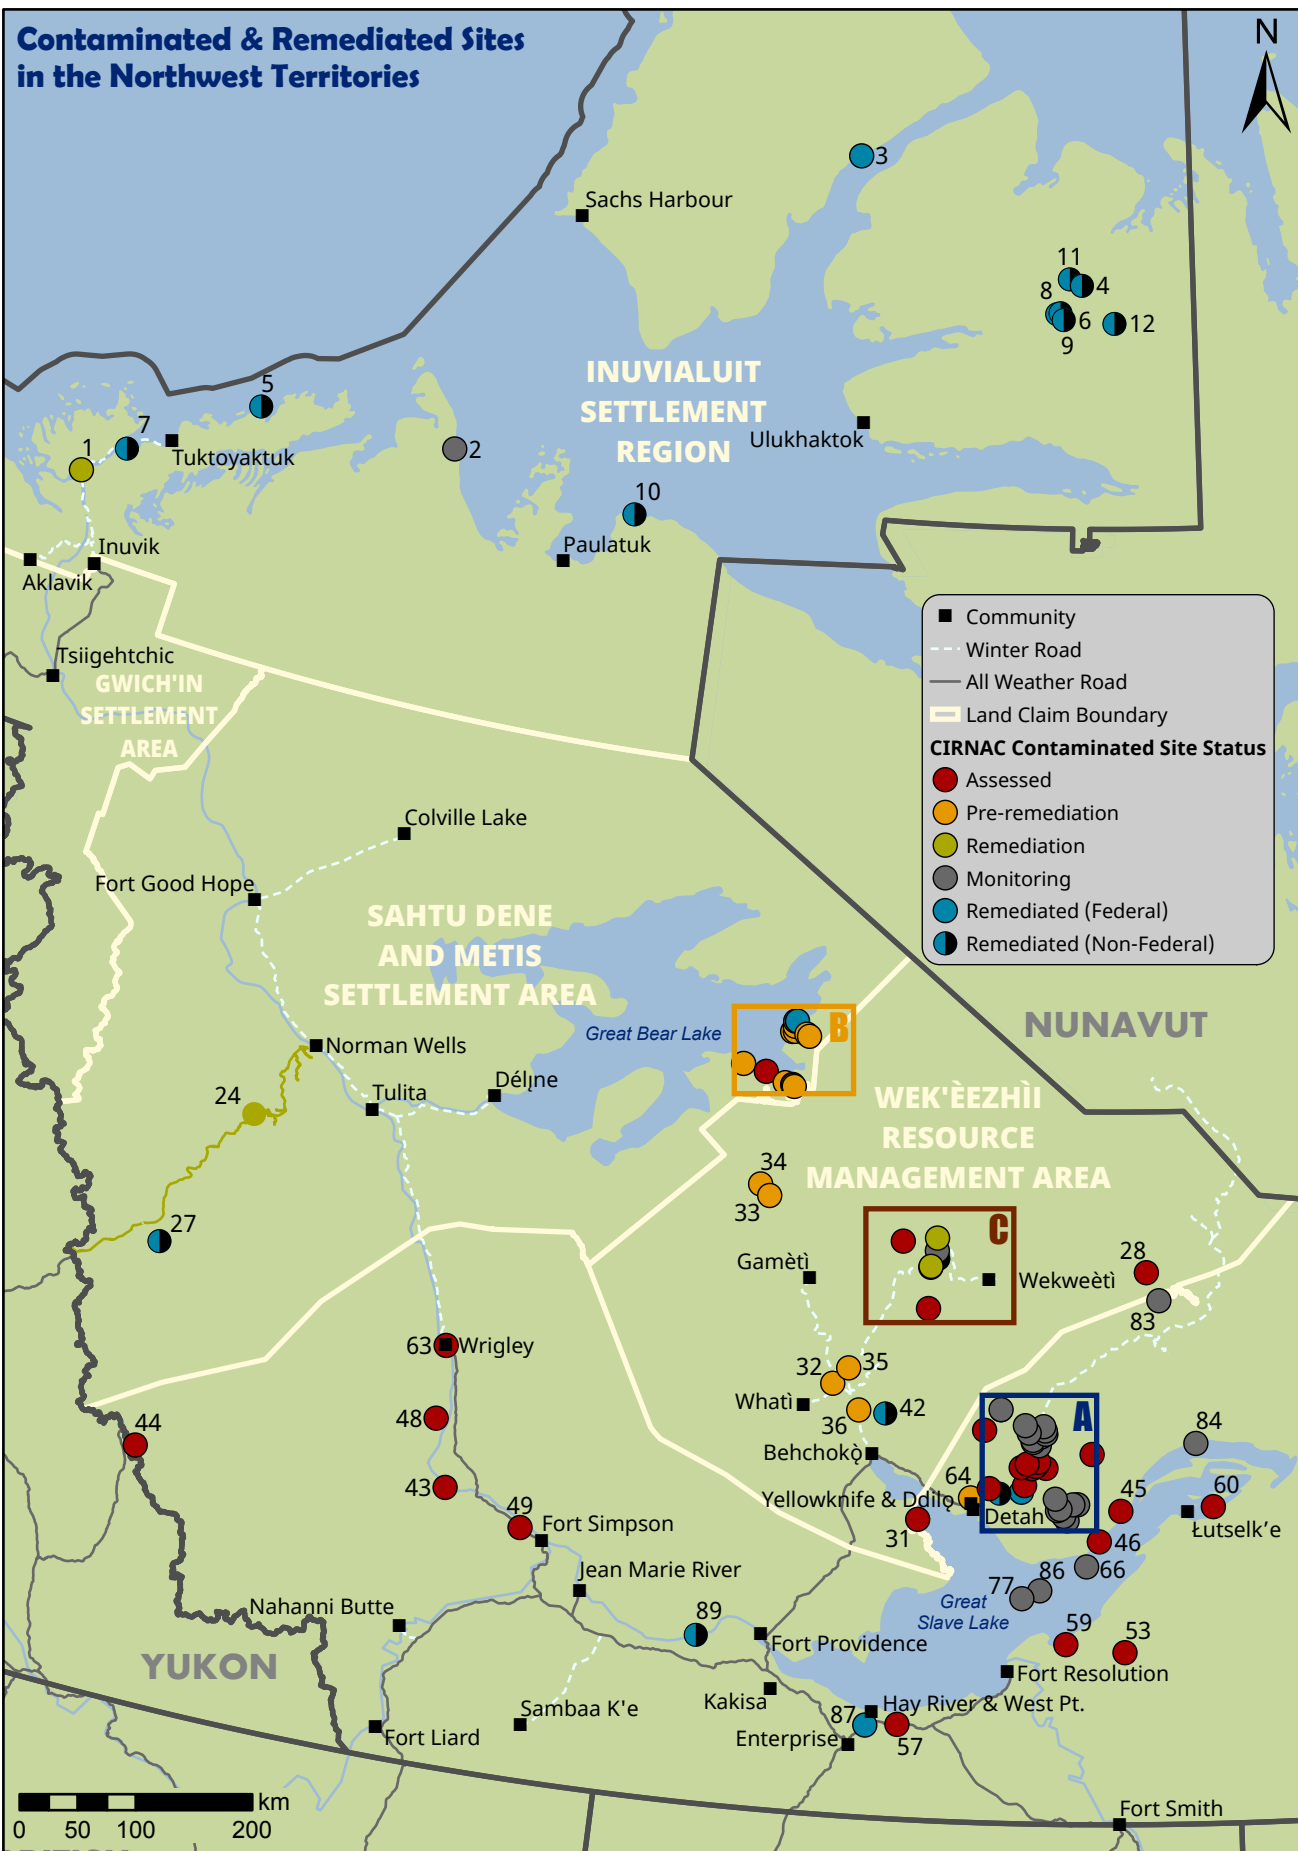 Contaminated & Remediated Sites
in the Northwest Territories
N
3
Sachs Harbour
11
4
8
6
12
9
INUVIALUIT
SETTLEMENT
REGION
5
7
1
Tuktoyaktuk
2
Ulukhaktok
10
Paulatuk
Inuvik
Aklavik
Tsiigehtchic
GWICH'IN
SETTLEMENT
AREA
Community
Winter Road
All Weather Road
Land Claim Boundary
CIRNAC Contaminated Site Status
Assessed
Pre-remediation
Remediation
Monitoring
Remediated (Federal)
Remediated (Non-Federal)
Colville Lake
Fort Good Hope
SAHTU DENE
AND METIS
SETTLEMENT AREA
Great Bear Lake
B
NUNAVUT
Norman Wells
Tulita
Délı̨ne
24
27
WEK'ÈEZHÌI
RESOURCE
MANAGEMENT AREA
34
33
C
Gamètì
Wekweètì
28
83
63
Wrigley
32
35
Whatì
36
42
A
84
44
48
Behchokǫ̀
43
64
45
60
Yellowknife & Ddilǫ
Detah
Łutselk'e
49
Fort Simpson
31
46
Jean Marie River
66
86
77
Great
Slave Lake
Nahanni Butte
89
Fort Providence
59
53
YUKON
Fort Resolution
Kakisa
Sambaa K'e
Hay River & West Pt.
87
57
Enterprise
Fort Liard
km
0 50 100 200
Fort Smith